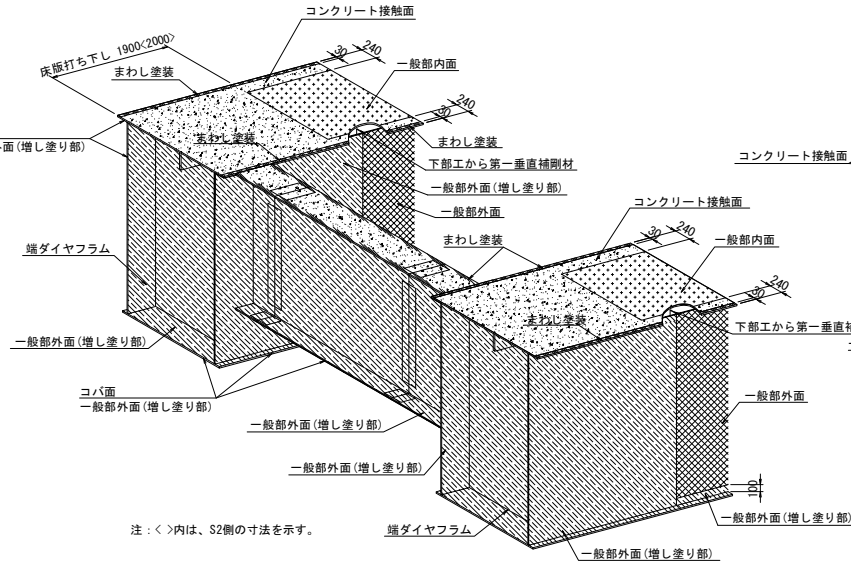 コンクリート接触面
床版打ち下し 1900<2000>
30
240
まわし塗装
一般部内面
240
30
まわし塗装
まわし塗装
面(増し塗り部)
下部工から第一垂直補剛材
コンクリート接触面
一般部外面(増し塗り部)
コンクリート接触面
一般部外面
30
240
まわし塗装
一般部内面
端ダイヤフラム
240
30
まわし塗装
下部工から第一垂直補
一般部外面(増し塗り部)
コバ面
一般部外面(増し塗り部)
一般部外面
一般部外面(増し塗り部)
一般部外面(増し塗り部)
100
注：< >内は、S2側の寸法を示す。
端ダイヤフラム
一般部外面(増し塗り部)
一般部外面(増し塗り部)